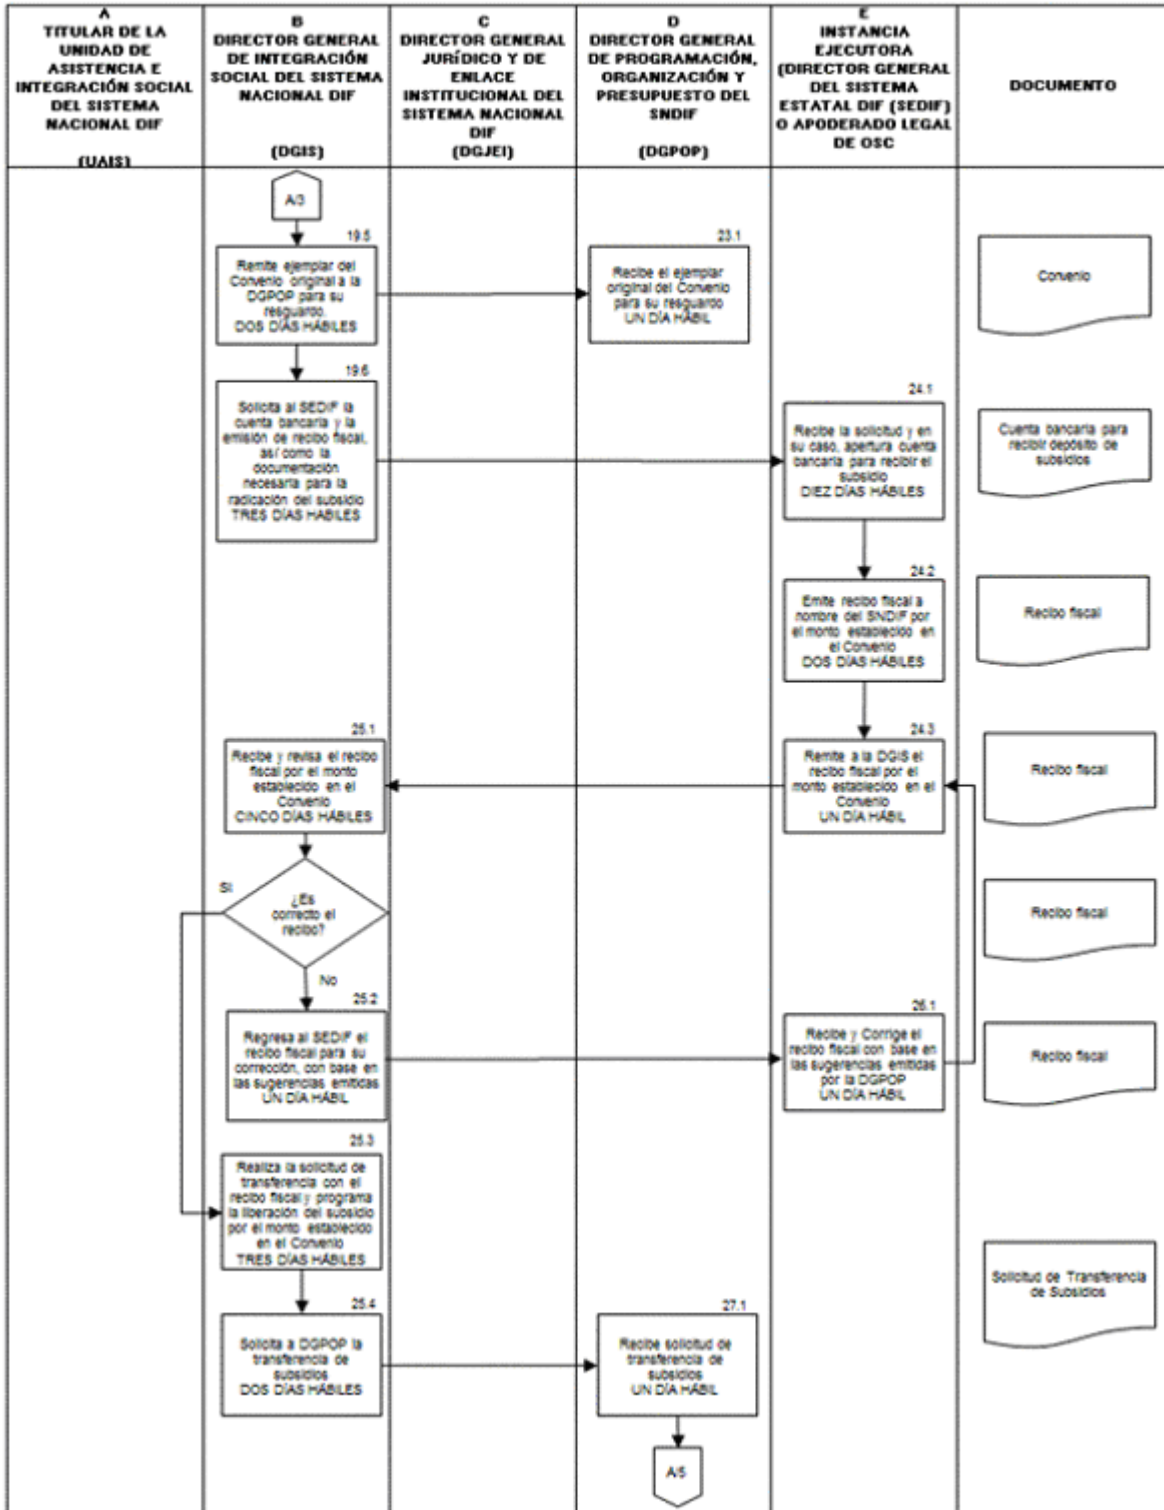 A
TITULAR DE LA
UNIDAD DE
ASISTENCIA E
INTEGRACIÓN SOCIAL
DEL SISTEMA
NACIONAL DIF
(UAIS)
B
DIRECTOR GENERAL
DE INTEGRACIÓN
SOCIAL DEL SISTEMA
NACIONAL DIF
(DGIS)
C
DIRECTOR GENERAL
JURÍDICO Y DE
ENLACE
INSTITUCIONAL DEL
SISTEMA NACIONAL
DIF
(DGJEI)
D
DIRECTOR GENERAL
DE PROGRAMACIÓN,
ORGANIZACIÓN Y
PRESUPUESTO DEL
SNDIF
(DGPOP)
E
INSTANCIA
EJECUTORA
(DIRECTOR GENERAL
DEL SISTEMA
ESTATAL DIF (SEDIF)
O APODERADO LEGAL
DE OSC
DOCUMENTO
A/3
19.5
Remite ejemplar del
Convenio original a la
DGPOP para su
resguardo.
DOS DÍAS HÁBILES
23.1
Recibe el ejemplar
original del Convenio
para su resguardo
UN DÍA HÁBIL
Convenio
19.6
Solicita al SEDIF la
cuenta bancaria y la
emisión de recibo fiscal,
así como la
documentación
necesaria para la
radicación del subsidio
TRES DÍAS HABILES
24.1
Recibe la solicitud y en
su caso, apertura cuenta
bancaria para recibir el
subsidio
DIEZ DÍAS HÁBILES
Cuenta bancaria para
recibir depósito de
subsidios
24.2
Emite recibo fiscal a
nombre del SNDIF por
el monto establecido en
el Convenio
DOS DÍAS HÁBILES
Recibo fiscal
25.1
Recibe y revisa el recibo
fiscal por el monto
establecido en el
Convenio
CINCO DÍAS HÁBILES
24.3
Remite a la DGIS el
recibo fiscal por el
monto establecido en el
Convenio
UN DÍA HÁBIL
Recibo fiscal
Si
¿Es
correcto el
recibo?
No
Recibo fiscal
25.2
Regresa al SEDIF el
recibo fiscal para su
corrección, con base en
las sugerencias emitidas
UN DÍA HÁBIL
26.1
Recibe y Corrige el
recibo fiscal con base en
las sugerencias emitidas
por la DGPOP
UN DÍA HÁBIL
Recibo fiscal
25.3
Realiza la solicitud de
transferencia con el
recibo fiscal y programa
la liberación del subsidio
por el monto establecido
en el Convenio
TRES DÍAS HÁBILES
Solicitud de Transferencia
de Subsidios
25.4
Solicita a DGPOP la
transferencia de
subsidios
DOS DÍAS HÁBILES
27.1
Recibe solicitud de
transferencia de
subsidios
UN DÍA HÁBIL
A/5